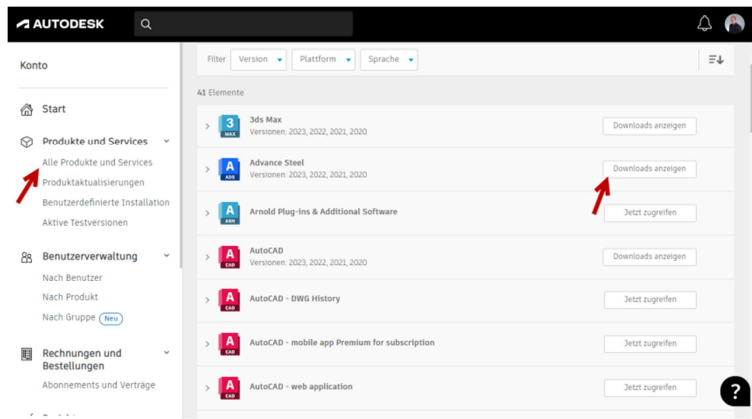 AUTODESK
Konto
Start
Produkte und Services
Alle Produkte und Services
Produktaktualisierungen
Benutzerdefinierte Installation
Aktive Testversionen
Benutzerverwaltung
Nach Benutzer
Nach Produkt
Nach Gruppe Neu
Rechnungen und
Bestellungen
Abonnements und Verträge
Filter Version Plattform Sprache
41 Elemente
3 MAX
3ds Max
Versionen: 2023, 2022, 2021, 2020
Downloads anzeigen
A ADS
Advance Steel
Versionen: 2023, 2022, 2021, 2020
Downloads anzeigen
A ARN
Arnold Plug-ins & Additional Software
Jetzt zugreifen
A CAD
AutoCAD
Versionen: 2023, 2022, 2021, 2020
Downloads anzeigen
A CAD
AutoCAD - DWG History
Jetzt zugreifen
A CAD
AutoCAD - mobile app Premium for subscription
Jetzt zugreifen
A CAD
AutoCAD - web application
Jetzt zugreifen
?